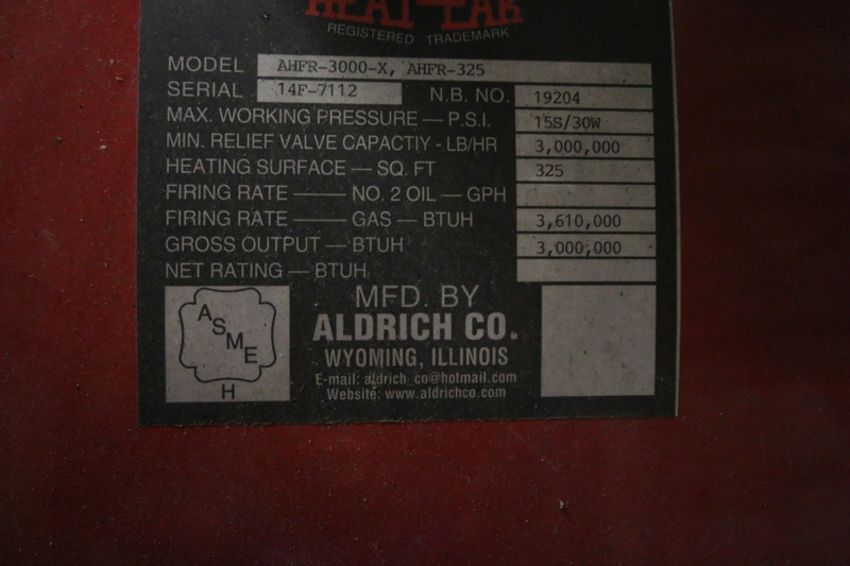 HEAT-PAK
REGISTERED TRADEMARK
MODEL AHFR-3000-X, AHFR-325
SERIAL 14F-7112 N.B. NO. 19204
MAX. WORKING PRESSURE — P.S.I. 15S/30W
MIN. RELIEF VALVE CAPACTIY - LB/HR 3,000,000
HEATING SURFACE — SQ. FT 325
FIRING RATE —— NO. 2 OIL — GPH
FIRING RATE —— GAS — BTUH 3,610,000
GROSS OUTPUT — BTUH 3,000,000
NET RATING — BTUH
ASME
H
MFD. BY
ALDRICH CO.
WYOMING, ILLINOIS
E-mail: aldrich_co@hotmail.com
Website: www.aldrichco.com